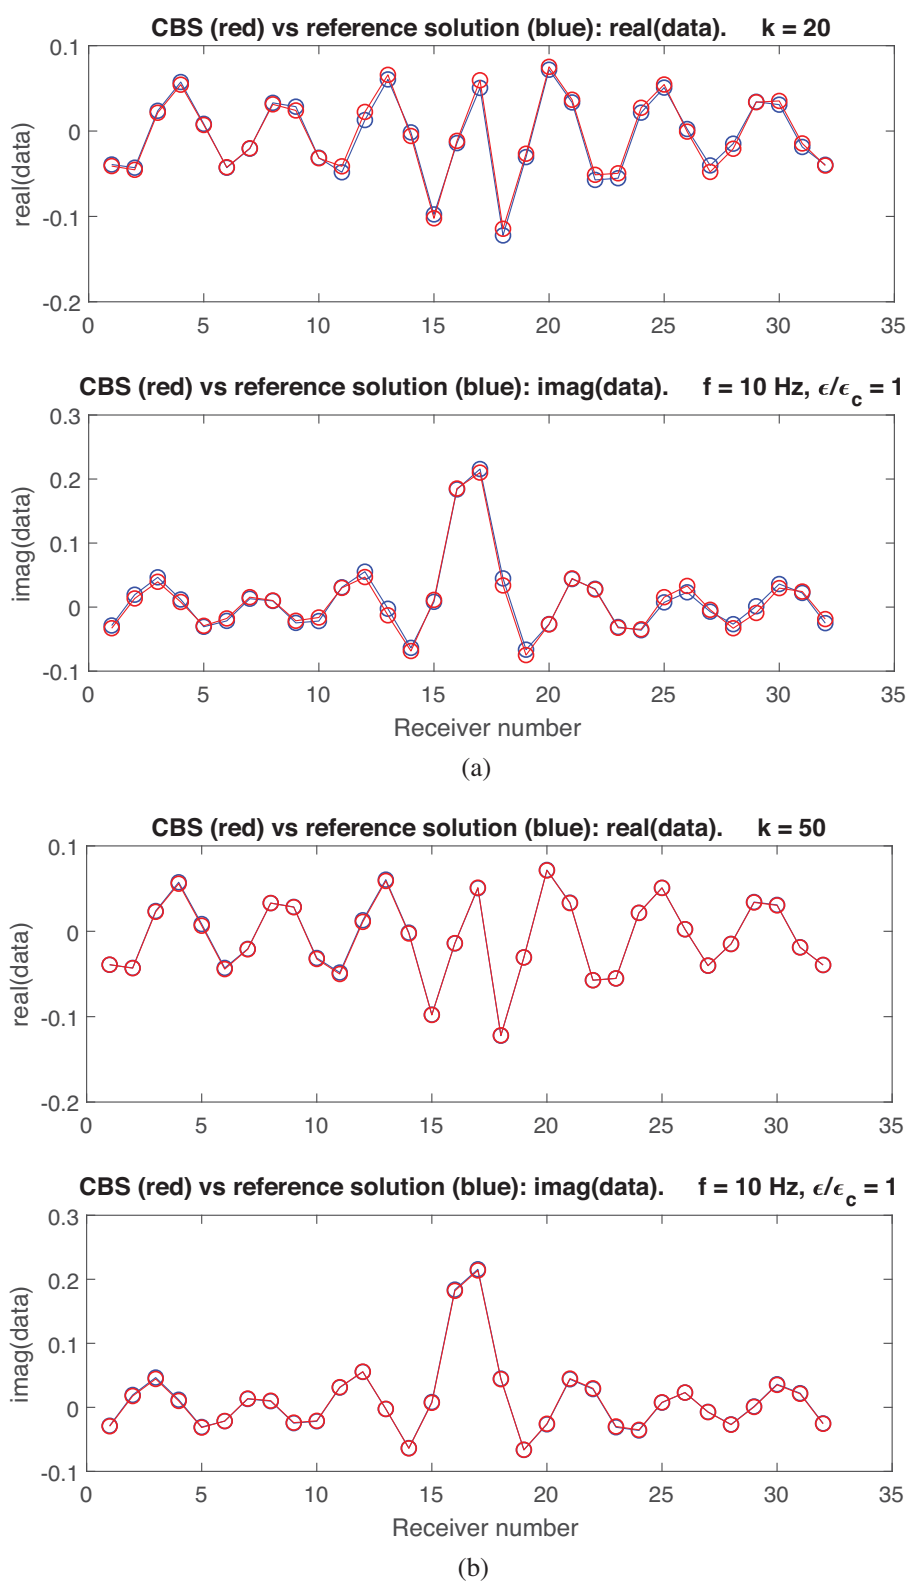 CBS (red) vs reference solution (blue): real(data). k = 20
0.1
0
-0.1
-0.2
real(data)
0 5 10 15 20 25 30 35
CBS (red) vs reference solution (blue): imag(data). f = 10 Hz, ϵ/ϵ_c = 1
0.3
0.2
0.1
0
-0.1
imag(data)
0 5 10 15 20 25 30 35
Receiver number
(a)
CBS (red) vs reference solution (blue): real(data). k = 50
0.1
0
-0.1
-0.2
real(data)
0 5 10 15 20 25 30 35
CBS (red) vs reference solution (blue): imag(data). f = 10 Hz, ϵ/ϵ_c = 1
0.3
0.2
0.1
0
-0.1
imag(data)
0 5 10 15 20 25 30 35
Receiver number
(b)